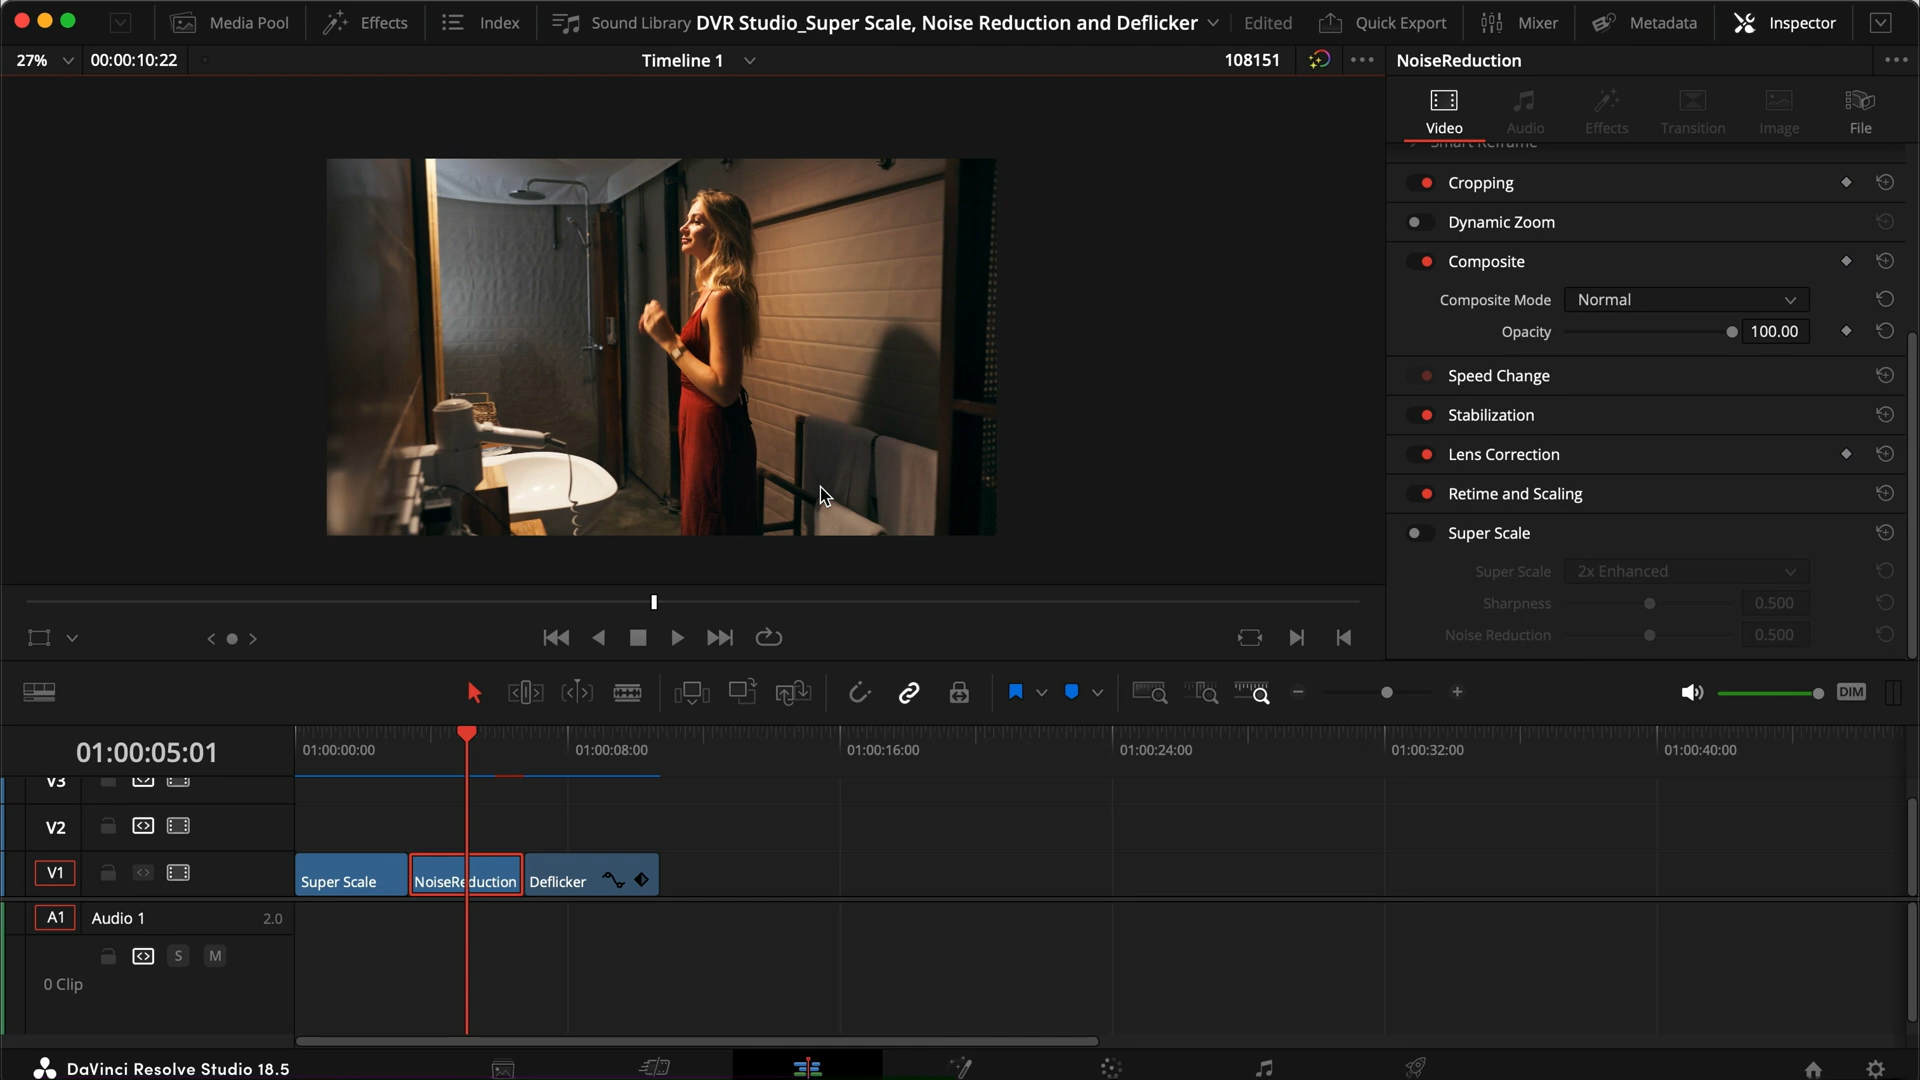 Media Pool
Effects
Index
Sound Library
DVR Studio_Super Scale, Noise Reduction and Deflicker
Edited
Quick Export
Mixer
Metadata
Inspector
27%
00:00:10:22
Timeline 1
108151
NoiseReduction
Video
Audio
Effects
Transition
Image
File
Smart Reframe
Cropping
Dynamic Zoom
Composite
Composite Mode
Normal
Opacity
100.00
Speed Change
Stabilization
Lens Correction
Retime and Scaling
Super Scale
Super Scale
2x Enhanced
Sharpness
0.500
Noise Reduction
0.500
DIM
01:00:05:01
01:00:00:00
01:00:08:00
01:00:16:00
01:00:24:00
01:00:32:00
01:00:40:00
V3
V2
V1
Super Scale
NoiseReduction
Deflicker
A1
Audio 1
2.0
S
M
0 Clip
DaVinci Resolve Studio 18.5